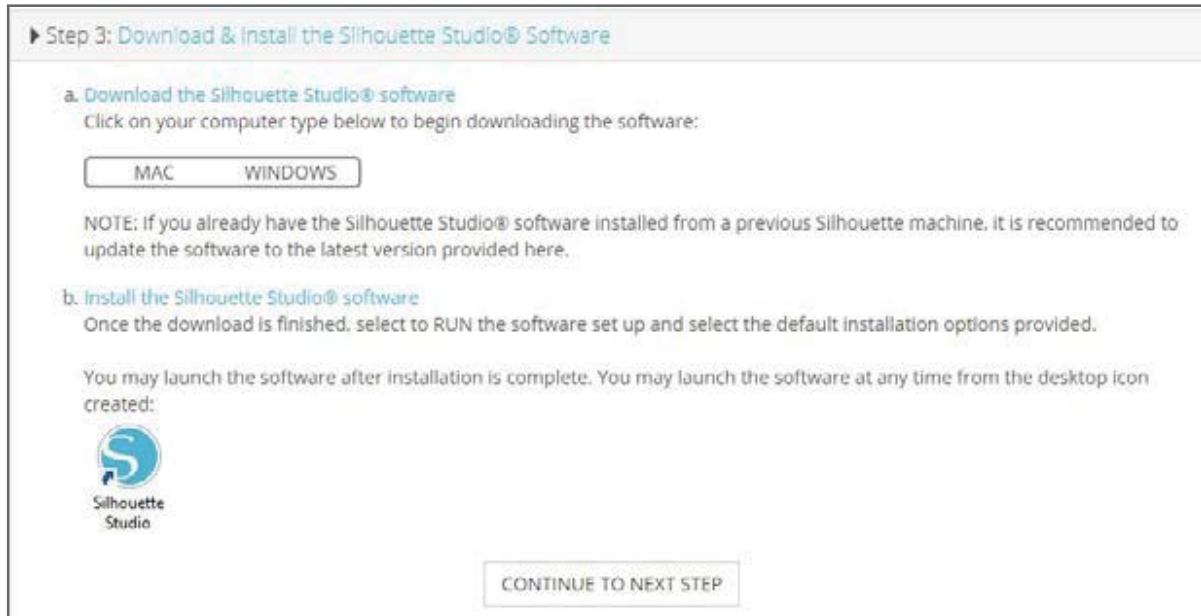 Step 3: Download & Install the Silhouette Studio® Software
a. Download the Silhouette Studio® software
Click on your computer type below to begin downloading the software:
MAC WINDOWS
NOTE: If you already have the Silhouette Studio® software installed from a previous Silhouette machine, it is recommended to
update the software to the latest version provided here.
b. Install the Silhouette Studio® software
Once the download is finished, select to RUN the software set up and select the default installation options provided.
You may launch the software after installation is complete. You may launch the software at any time from the desktop icon
created:
S
Silhouette
Studio
CONTINUE TO NEXT STEP